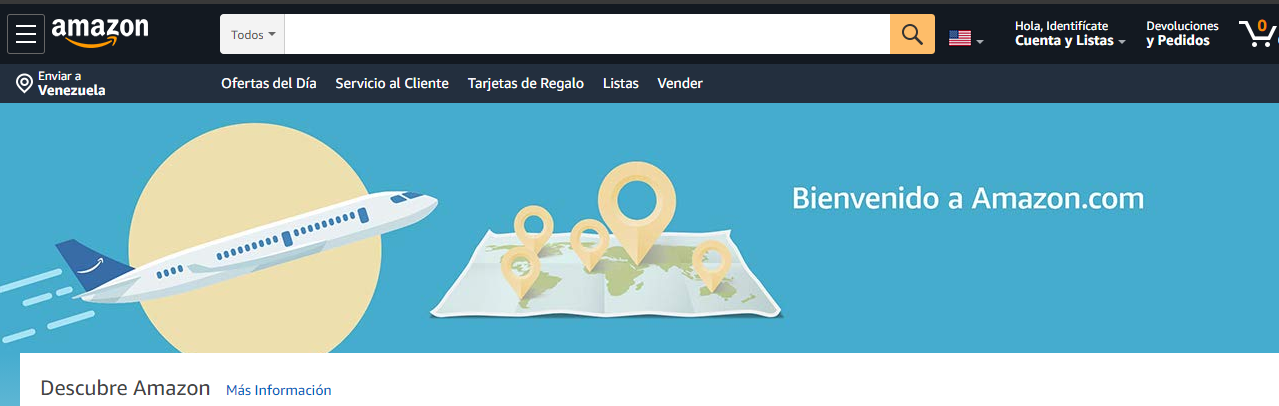 amazon
Todos
Hola, Identifícate
Cuenta y Listas
Devoluciones
y Pedidos
0
Enviar a
Venezuela
Ofertas del Día Servicio al Cliente Tarjetas de Regalo Listas Vender
Bienvenido a Amazon.com
Descubre Amazon Más Información